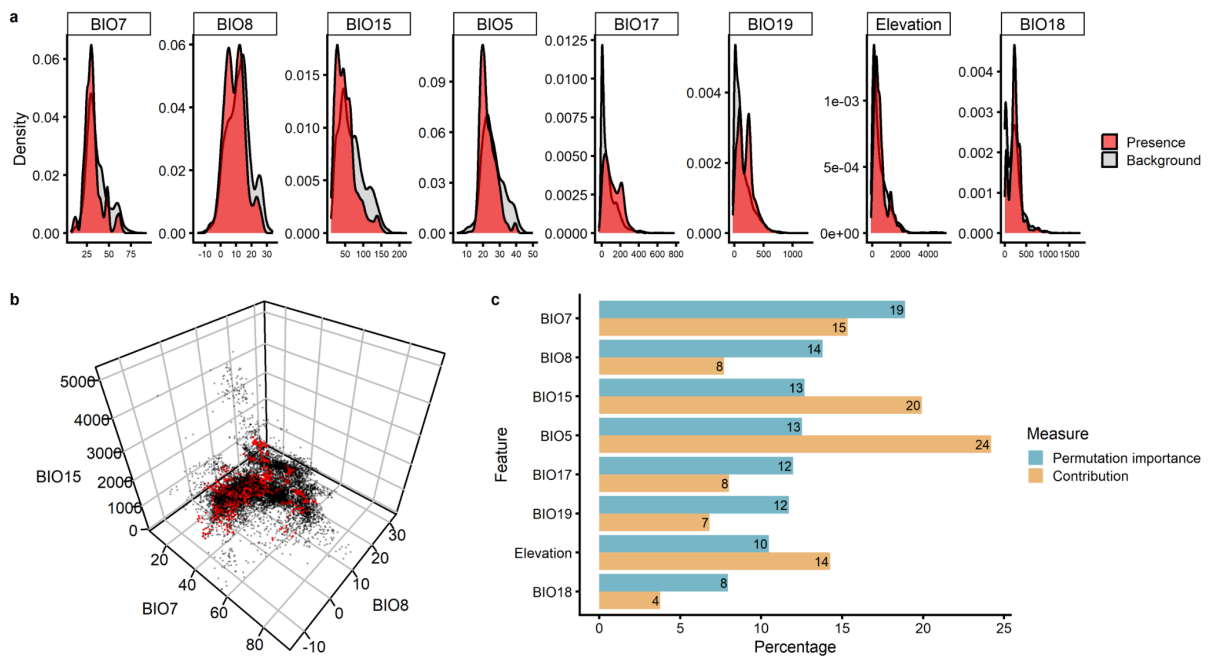 a
BIO7 BIO8 BIO15 BIO5 BIO17 BIO19 Elevation BIO18
Density
0.06
0.04
0.02
0.00
25 50 75
0.06
0.04
0.02
0.00
-10 0 10 20 30
0.015
0.010
0.005
0.000
50 100 150 200
0.09
0.06
0.03
0.00
10 20 30 40 50
0.0125
0.0100
0.0075
0.0050
0.0025
0.0000
0 200 400 600 800
0.004
0.002
0.000
0 500 1000
1e-03
5e-04
0e+00
0 2000 4000
0.004
0.003
0.002
0.001
0.000
0 500 1000 1500
Presence
Background
b
5000
4000
3000
2000
1000
0
BIO15
20
40
60
80
BIO7
-10
0
10
20
30
BIO8
c
Feature
BIO7 19
15
BIO8 14
8
BIO15 13
20
BIO5 13
24
BIO17 12
8
BIO19 12
7
Elevation 10
14
BIO18 8
4
0 5 10 15 20 25
Percentage
Measure
Permutation importance
Contribution